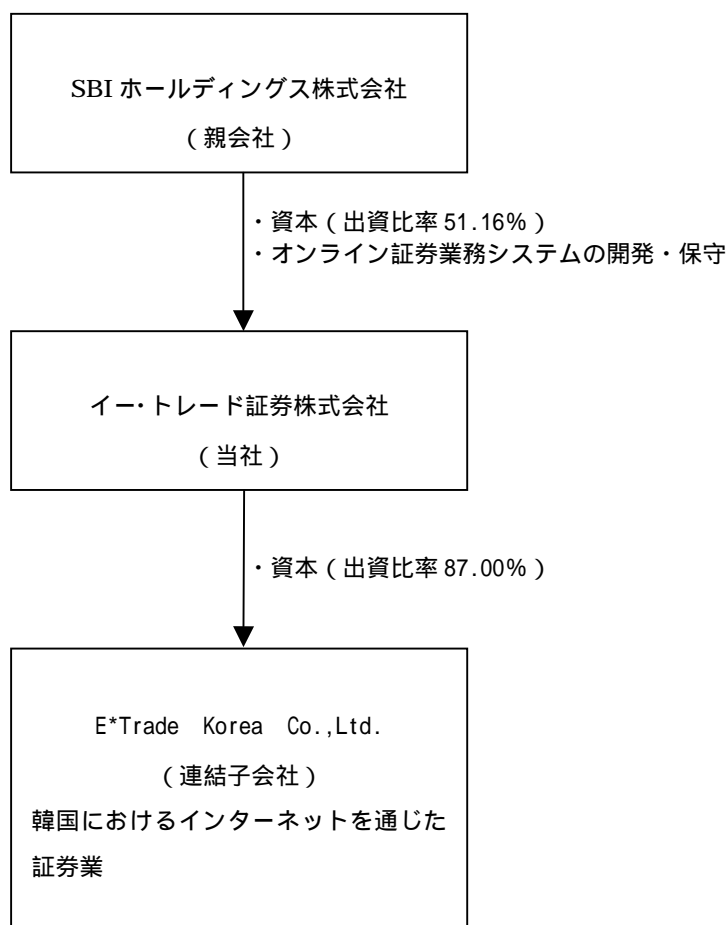 SBI ホールディングス株式会社
（親会社）
・資本（出資比率 51.16%）
・オンライン証券業務システムの開発・保守
イー・トレード証券株式会社
（当社）
・資本（出資比率 87.00%）
E*Trade Korea Co.,Ltd.
（連結子会社）
韓国におけるインターネットを通じた
証券業